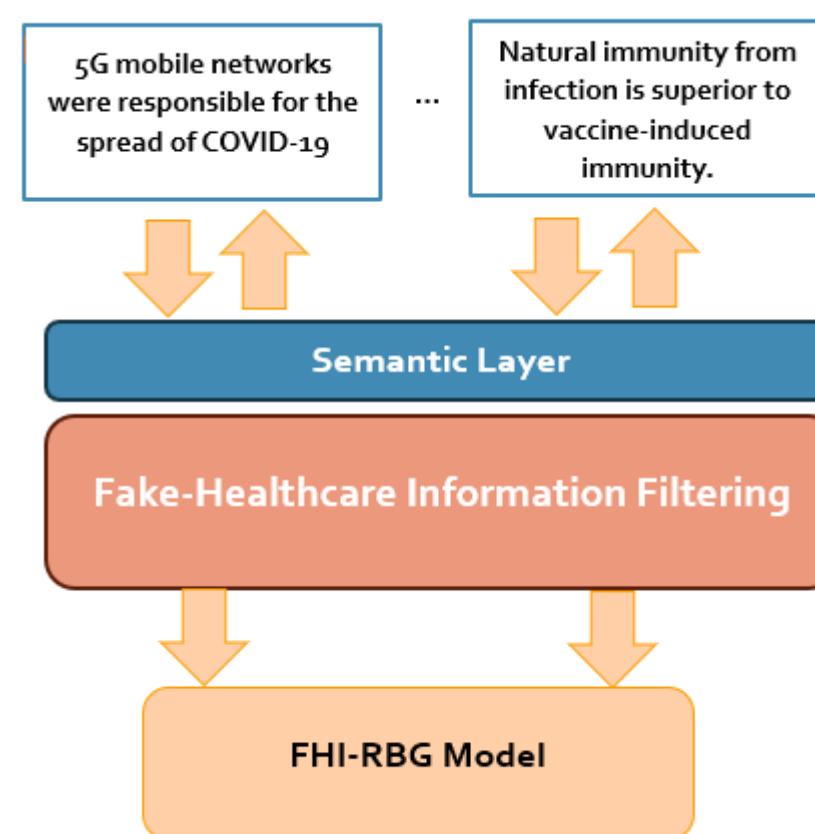 5G mobile networks
were responsible for the
spread of COVID-19
...
Natural immunity from
infection is superior to
vaccine-induced
immunity.
Semantic Layer
Fake-Healthcare Information Filtering
FHI-RBG Model